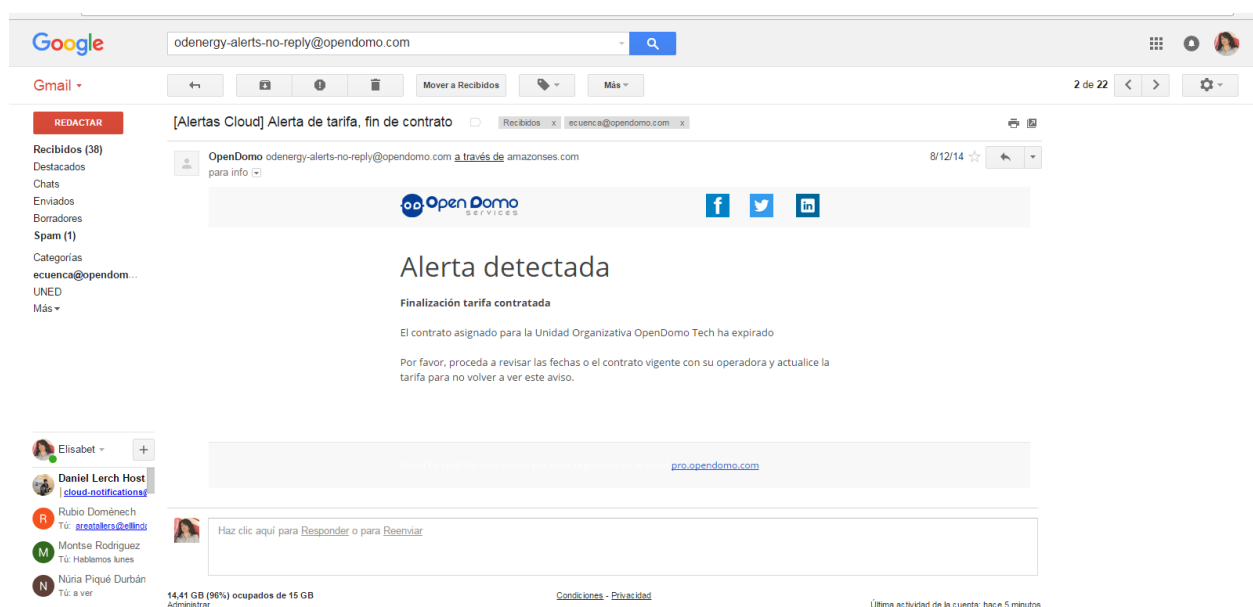 Google
odenergy-alerts-no-reply@opendomo.com
Gmail
Mover a Recibidos
Más
2 de 22
REDACTAR
[Alertas Cloud] Alerta de tarifa, fin de contrato
Recibidos x
ecuenca@opendomo.com x
Recibidos (38)
Destacados
Chats
Enviados
Borradores
Spam (1)
Categorías
ecuenca@opendom...
UNED
Más
OpenDomo odenergy-alerts-no-reply@opendomo.com a través de amazonses.com
8/12/14
para info
Open Domo
services
Alerta detectada
Finalización tarifa contratada
El contrato asignado para la Unidad Organizativa OpenDomo Tech ha expirado
Por favor, proceda a revisar las fechas o el contrato vigente con su operadora y actualice la
tarifa para no volver a ver este aviso.
pro.opendomo.com
Elisabet
Daniel Lerch Host
cloud-notifications
Rubio Domènech
Tú:
Montse Rodriguez
Tú: Hablamos lunes
Núria Piqué Durbán
Tú: a ver
R
M
N
Haz clic aquí para Responder o para Reenviar
14,41 GB (96%) ocupados de 15 GB
Administrar
Condiciones - Privacidad
Última actividad de la cuenta: hace 5 minutos